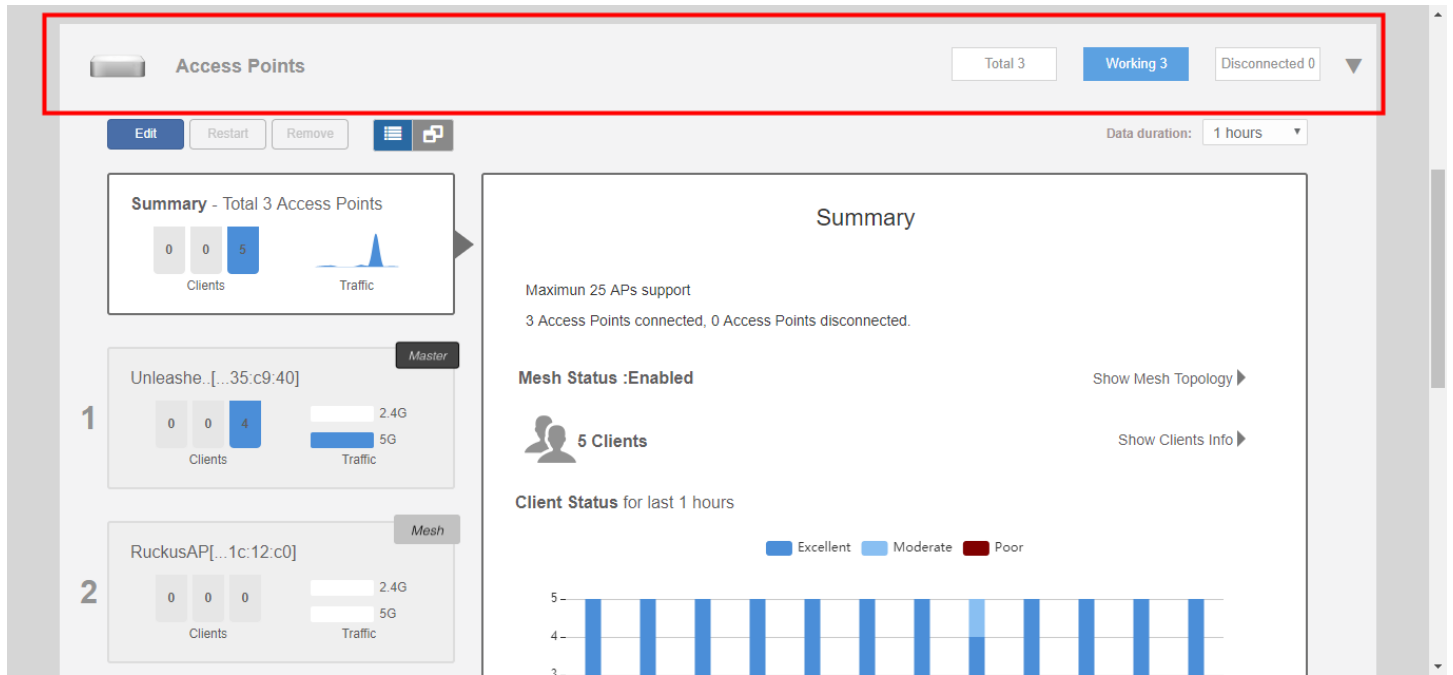 Access Points
Total 3
Working 3
Disconnected 0
Edit
Restart
Remove
Data duration:
1 hours
Summary - Total 3 Access Points
0 0 5
Clients
Traffic
Summary
Maximun 25 APs support
3 Access Points connected, 0 Access Points disconnected.
Mesh Status :Enabled
Show Mesh Topology
5 Clients
Show Clients Info
Client Status for last 1 hours
Excellent
Moderate
Poor
5
4
3
Master
1
Unleashe..[...35:c9:40]
0 0 4
Clients
2.4G
5G
Traffic
Mesh
2
RuckusAP[...1c:12:c0]
0 0 0
Clients
2.4G
5G
Traffic